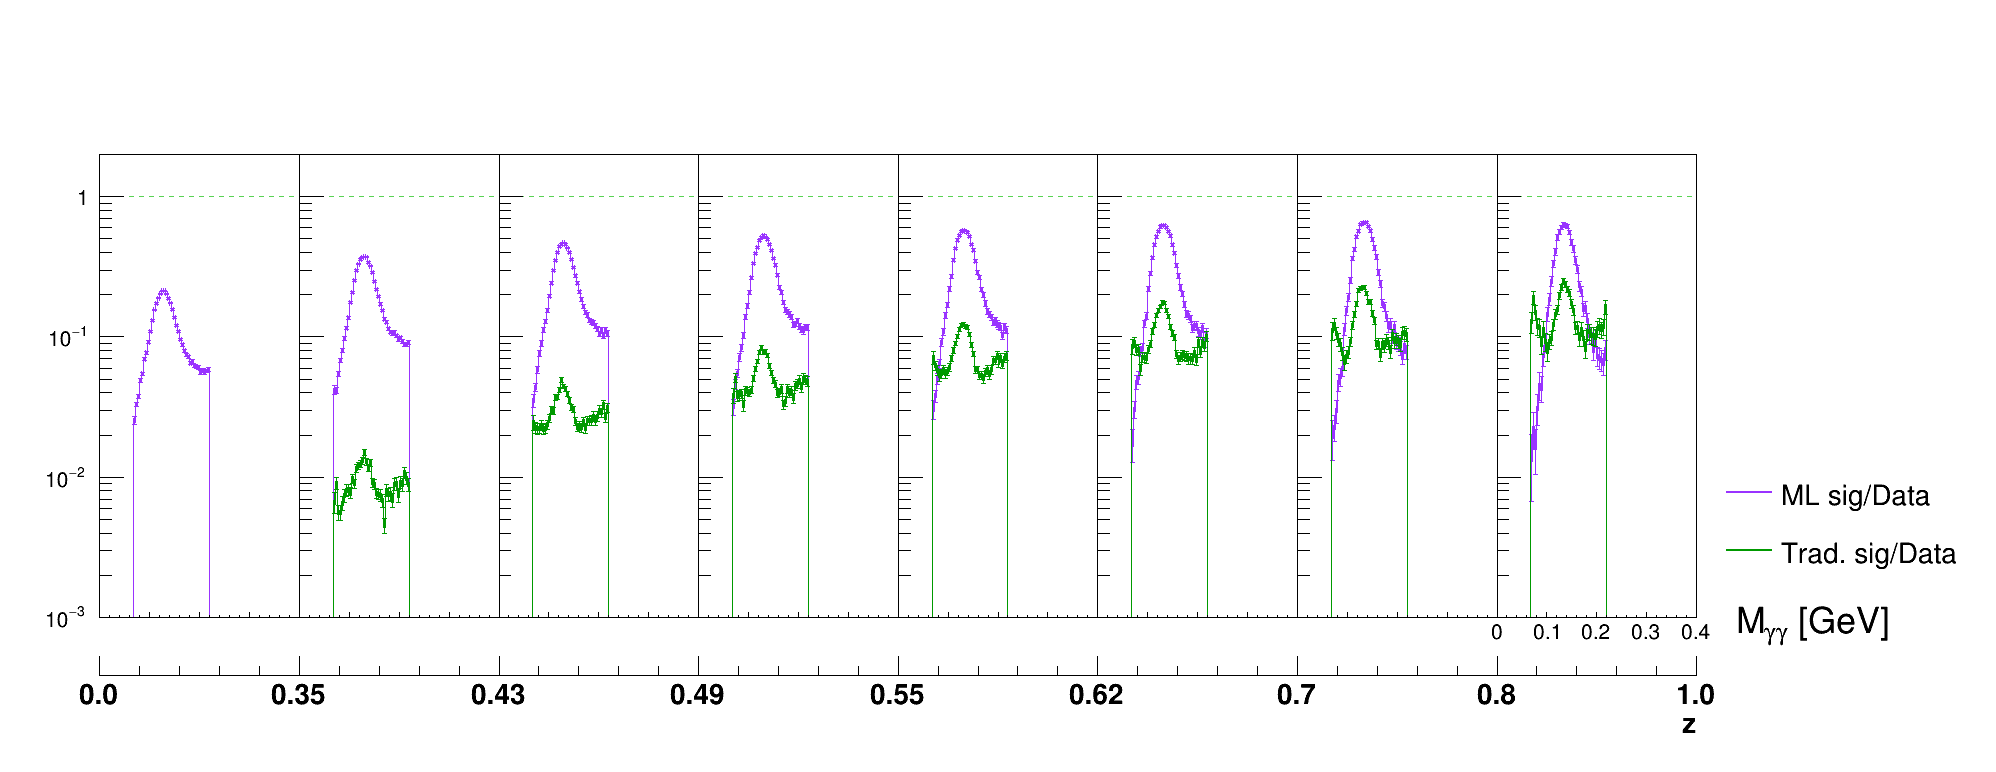 1
10⁻¹
10⁻²
10⁻³
ML sig/Data
Trad. sig/Data
0 0.1 0.2 0.3 0.4
Mγγ [GeV]
0.0 0.35 0.43 0.49 0.55 0.62 0.7 0.8 1.0
z